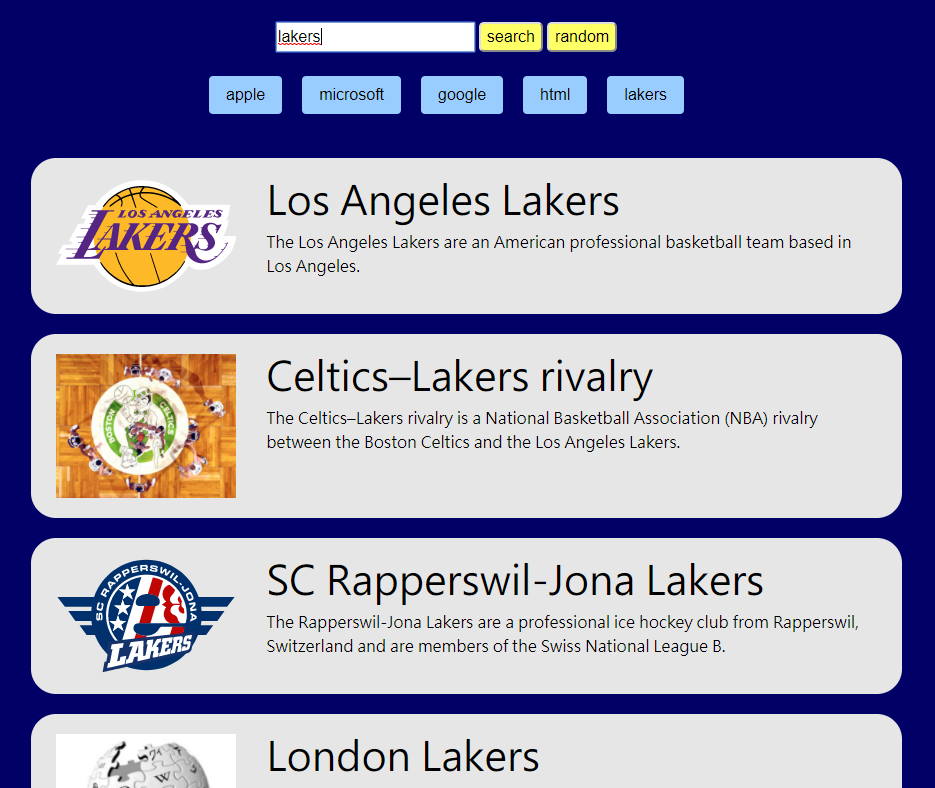 lakers search random
apple microsoft google html lakers
LOS ANGELES
LAKERS
Los Angeles Lakers
The Los Angeles Lakers are an American professional basketball team based in
Los Angeles.
BOSTON CELTICS
Celtics–Lakers rivalry
The Celtics–Lakers rivalry is a National Basketball Association (NBA) rivalry
between the Boston Celtics and the Los Angeles Lakers.
SC RAPPERSWIL-JONA
LAKERS
SC Rapperswil-Jona Lakers
The Rapperswil-Jona Lakers are a professional ice hockey club from Rapperswil,
Switzerland and are members of the Swiss National League B.
W
London Lakers